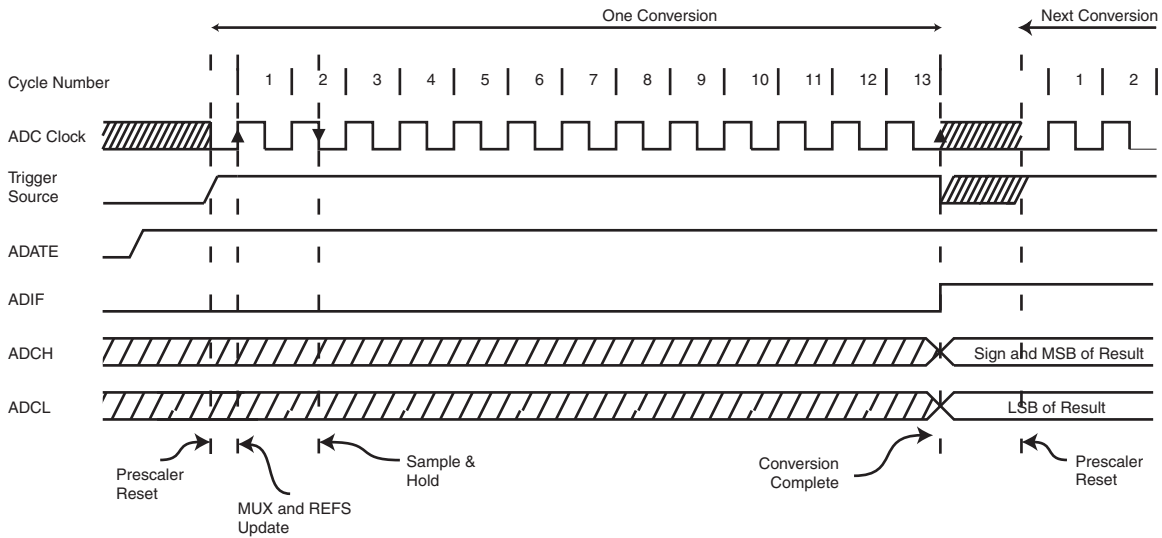 One Conversion
Next Conversion
Cycle Number
1 2 3 4 5 6 7 8 9 10 11 12 13 1 2
ADC Clock
Trigger
Source
ADATE
ADIF
ADCH
Sign and MSB of Result
ADCL
LSB of Result
Prescaler
Reset
MUX and REFS
Update
Sample &
Hold
Conversion
Complete
Prescaler
Reset